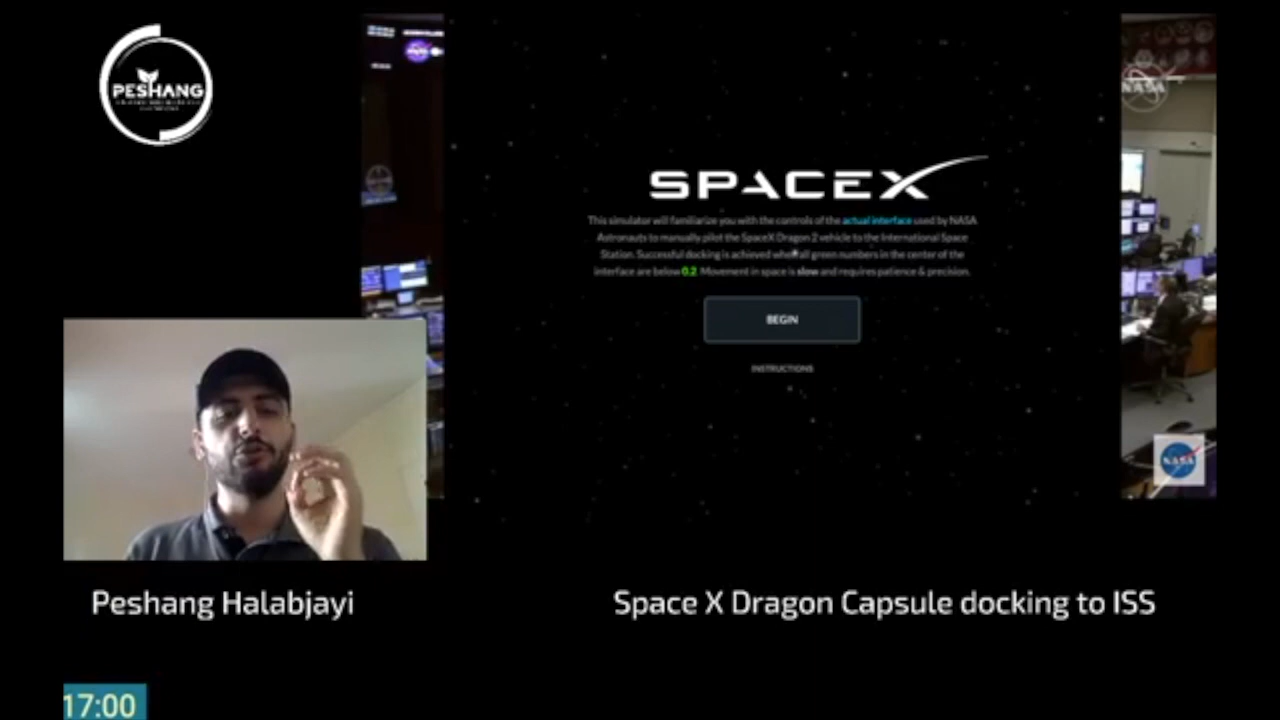 PESHANG
NASA
SPACEX
This simulator will familiarize you with the controls of the actual interface used by NASA
Astronauts to manually pilot the SpaceX Dragon 2 vehicle to the International Space
Station. Successful docking is achieved when all green numbers in the center of the
interface are below 0.2. Movement in space is slow and requires patience & precision.
BEGIN
INSTRUCTIONS
NASA
Peshang Halabjayi
Space X Dragon Capsule docking to ISS
17:00